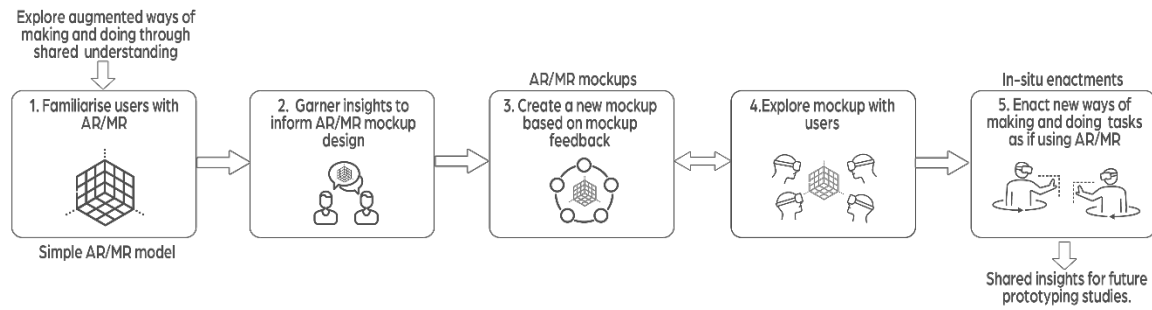 Explore augmented ways of
making and doing through
shared understanding
1. Familiarise users with
AR/MR
Simple AR/MR model
2. Garner insights to
inform AR/MR mockup
design
AR/MR mockups
3. Create a new mockup
based on mockup
feedback
4.Explore mockup with
users
In-situ enactments
5. Enact new ways of
making and doing tasks
as if using AR/MR
Shared insights for future
prototyping studies.